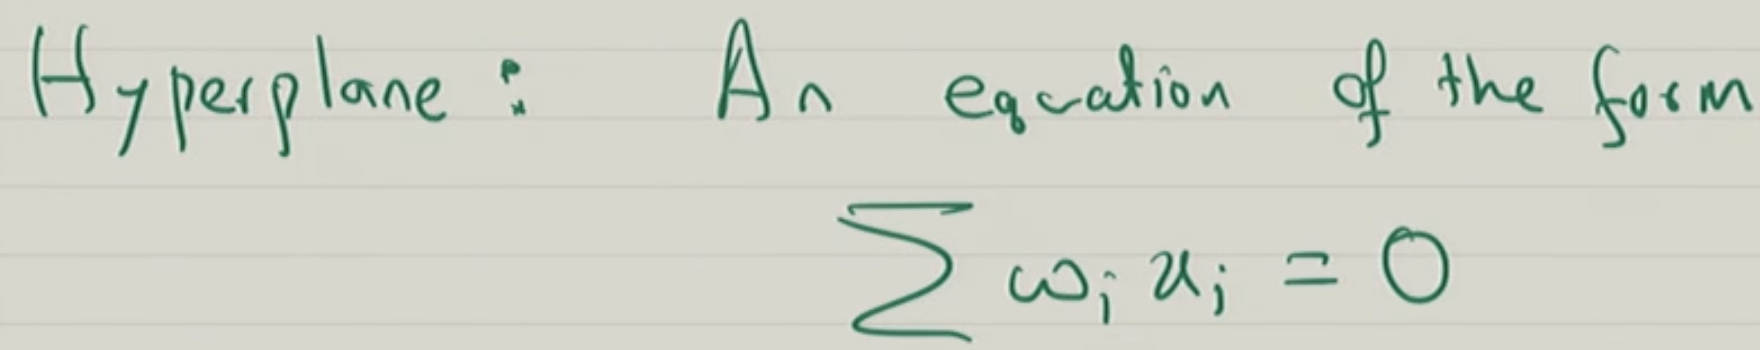 Hyperplane : An equation of the form
∑ ωᵢ xᵢ = 0